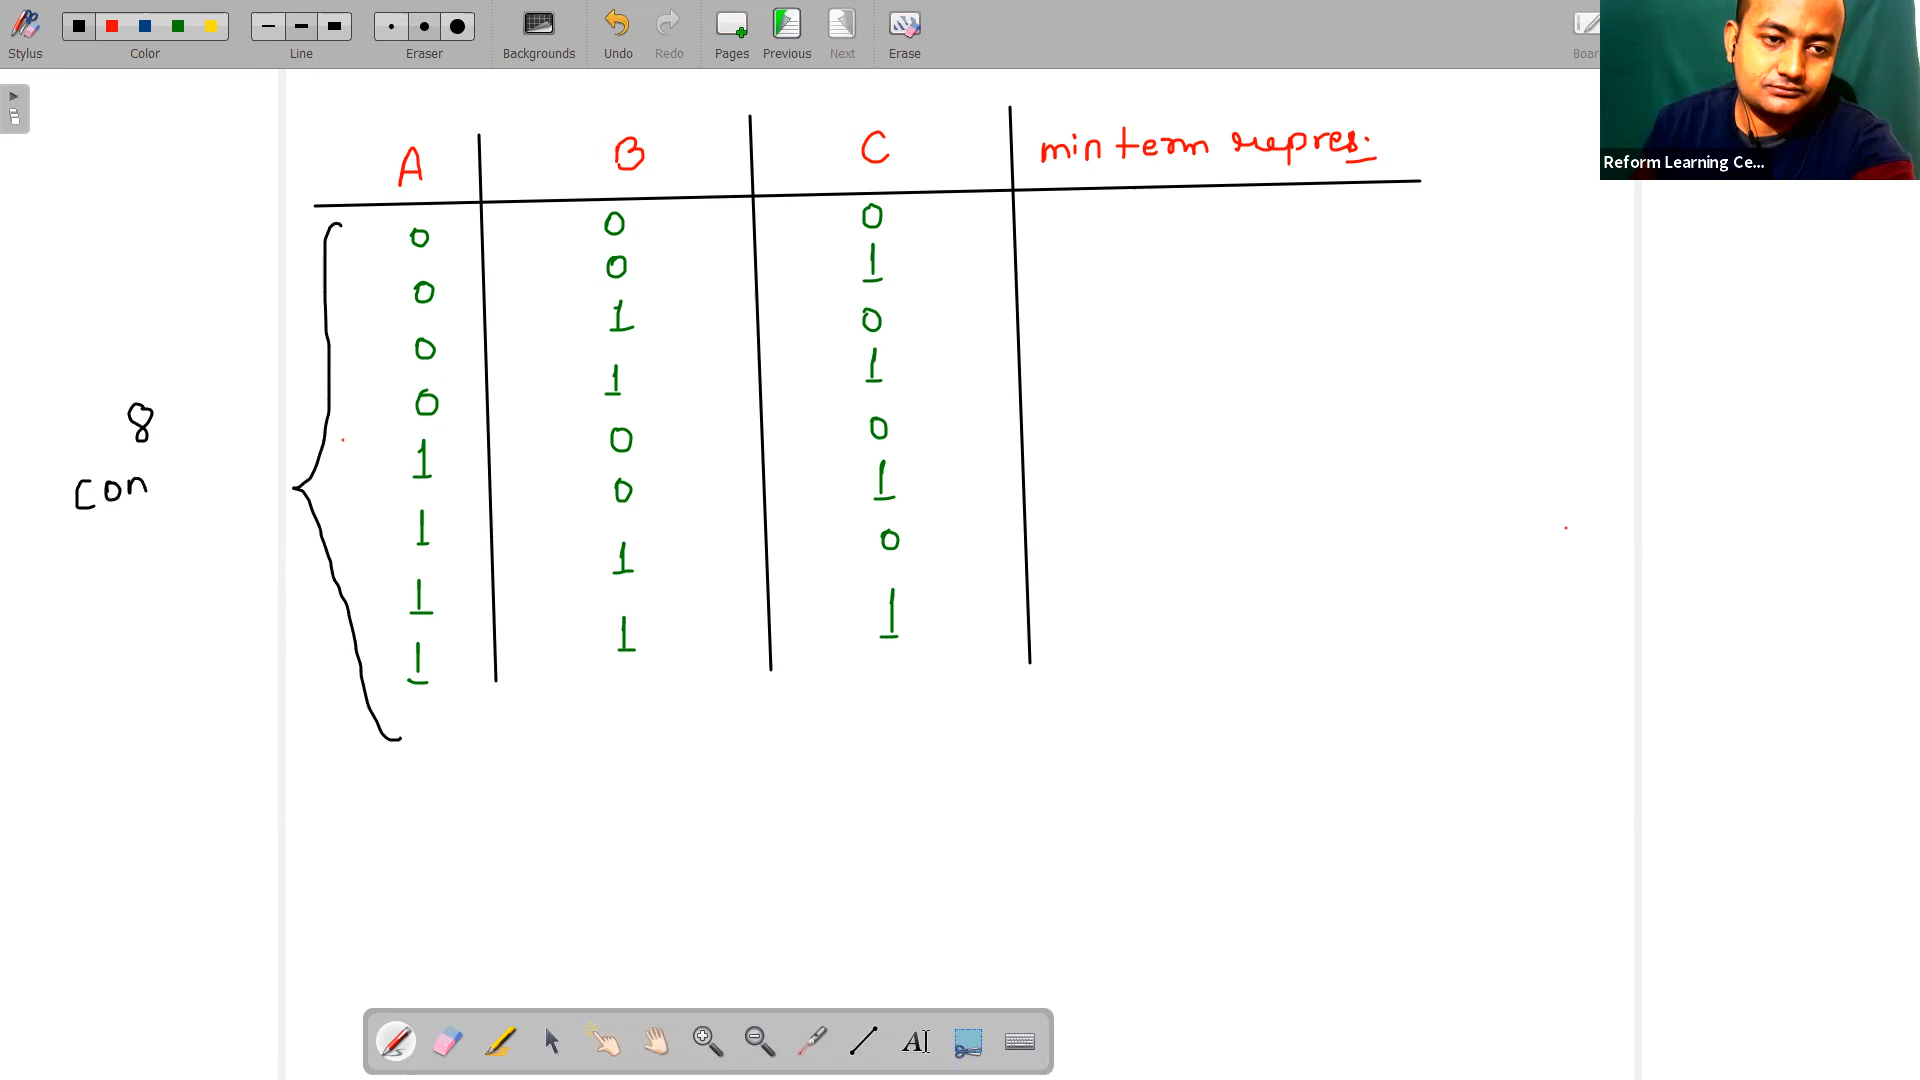 Stylus Color Line Eraser Backgrounds Undo Redo Pages Previous Next Erase Boar
Reform Learning Ce...
A B C min term repres.
0 0 0
0 0 1
0 1 0
0 1 1
1 0 0
1 0 1
1 1 0
1 1 1
8
con